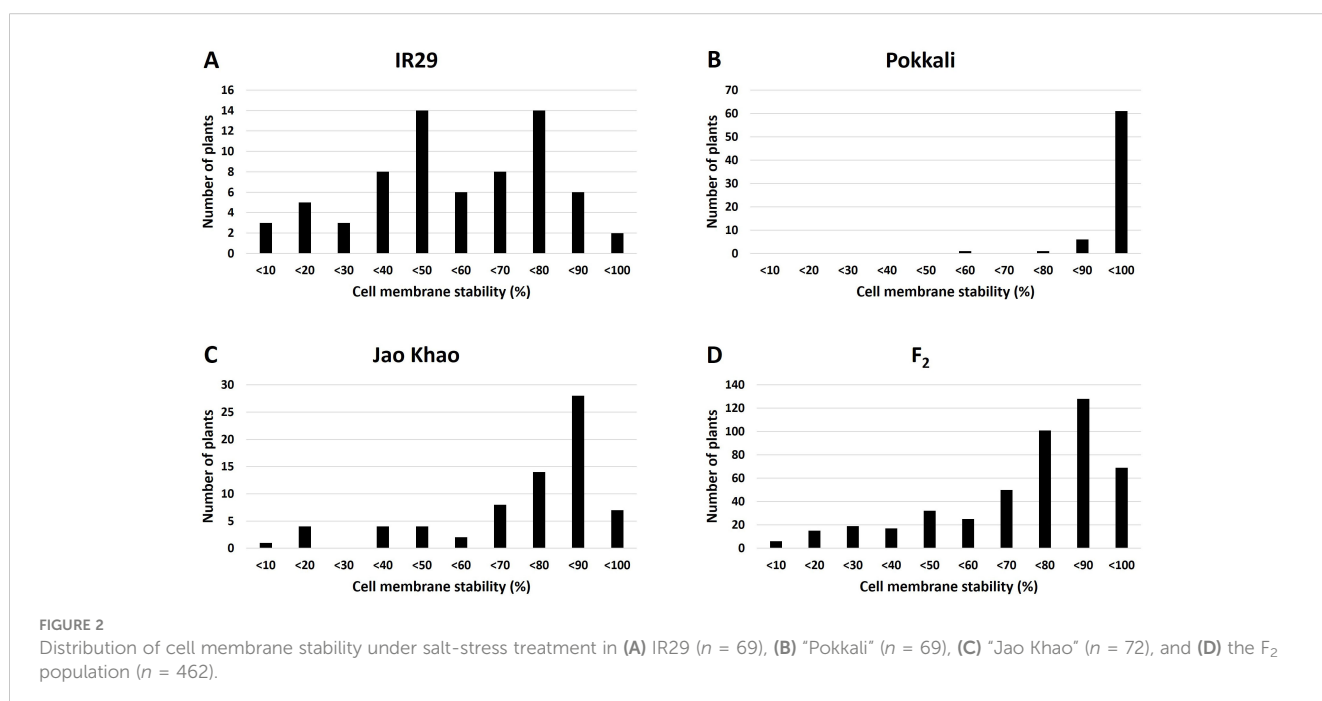 A
IR29
Number of plants
16
14
12
10
8
6
4
2
0
<10 <20 <30 <40 <50 <60 <70 <80 <90 <100
Cell membrane stability (%)
B
Pokkali
Number of plants
70
60
50
40
30
20
10
0
<10 <20 <30 <40 <50 <60 <70 <80 <90 <100
Cell membrane stability (%)
C
Jao Khao
Number of plants
30
25
20
15
10
5
0
<10 <20 <30 <40 <50 <60 <70 <80 <90 <100
Cell membrane stability (%)
D
F2
Number of plants
140
120
100
80
60
40
20
0
<10 <20 <30 <40 <50 <60 <70 <80 <90 <100
Cell membrane stability (%)
FIGURE 2
Distribution of cell membrane stability under salt-stress treatment in (A) IR29 (n = 69), (B) “Pokkali” (n = 69), (C) “Jao Khao” (n = 72), and (D) the F2
population (n = 462).